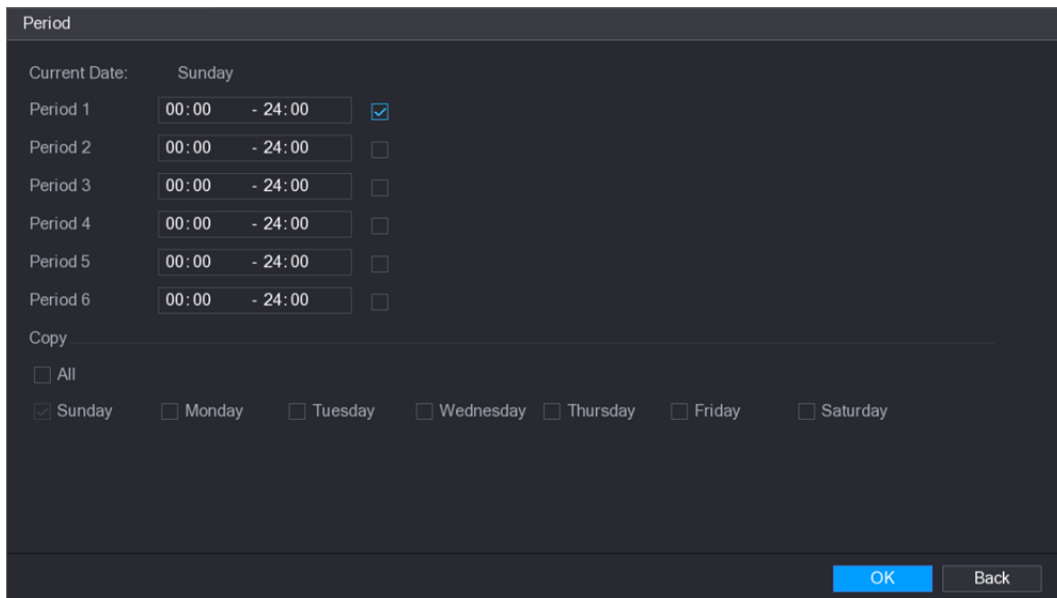 Period
Current Date: Sunday
Period 1 00:00 - 24:00
Period 2 00:00 - 24:00
Period 3 00:00 - 24:00
Period 4 00:00 - 24:00
Period 5 00:00 - 24:00
Period 6 00:00 - 24:00
Copy
All
Sunday Monday Tuesday Wednesday Thursday Friday Saturday
OK Back